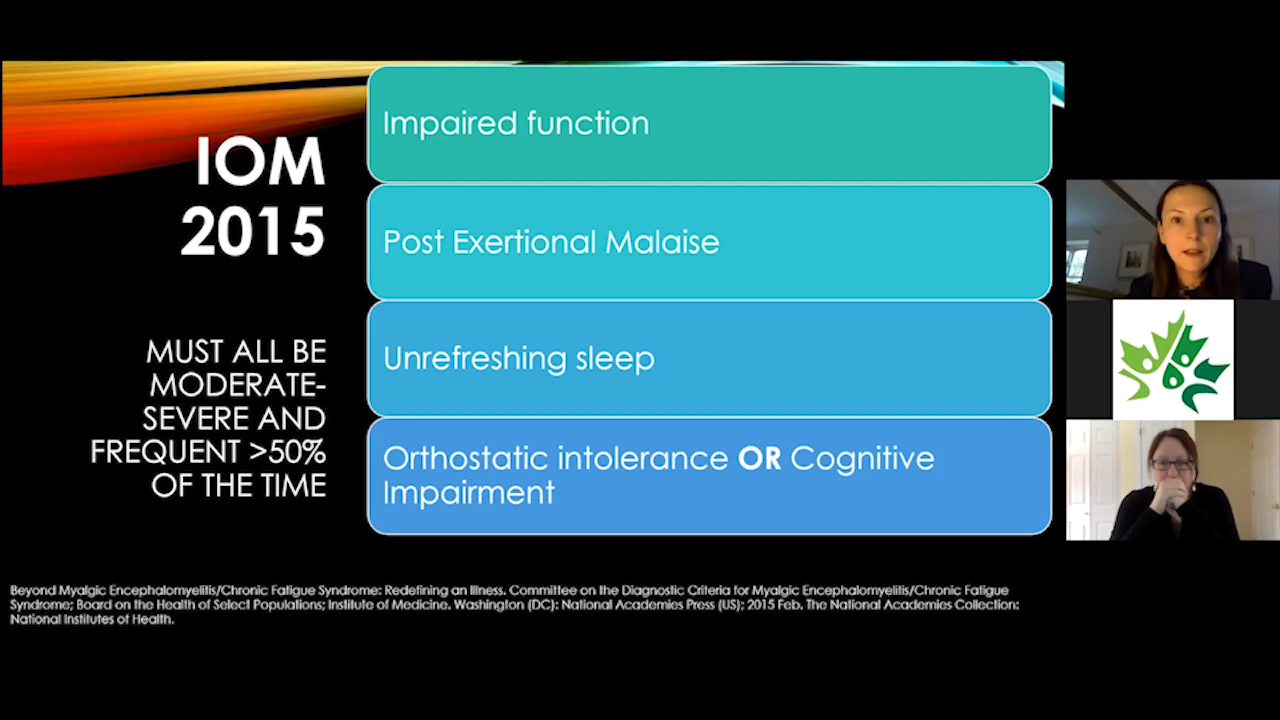 IOM
2015
MUST ALL BE
MODERATE-
SEVERE AND
FREQUENT >50%
OF THE TIME
Impaired function
Post Exertional Malaise
Unrefreshing sleep
Orthostatic intolerance OR Cognitive
Impairment
Beyond Myalgic Encephalomyelitis/Chronic Fatigue Syndrome: Redefining an Illness. Committee on the Diagnostic Criteria for Myalgic Encephalomyelitis/Chronic Fatigue
Syndrome; Board on the Health of Select Populations; Institute of Medicine. Washington (DC): National Academies Press (US); 2015 Feb. The National Academies Collection:
National Institutes of Health.